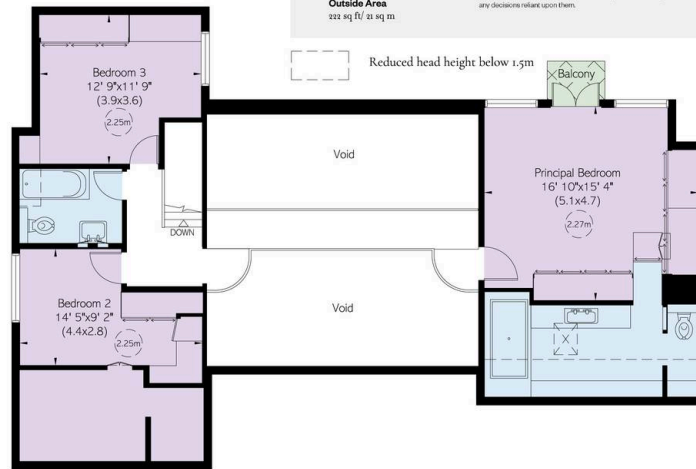 Outside Area
222 sq ft/ 21 sq m
any decisions reliant upon them.
Reduced head height below 1.5m
Balcony
Bedroom 3
12' 9"x11' 9"
(3.9x3.6)
2.25m
Void
Principal Bedroom
16' 10"x15' 4"
(5.1x4.7)
2.27m
DOWN
Void
Bedroom 2
14' 5"x9' 2"
(4.4x2.8)
2.25m